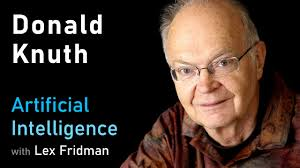 Donald
Knuth
Artificial
Intelligence
with Lex Fridman